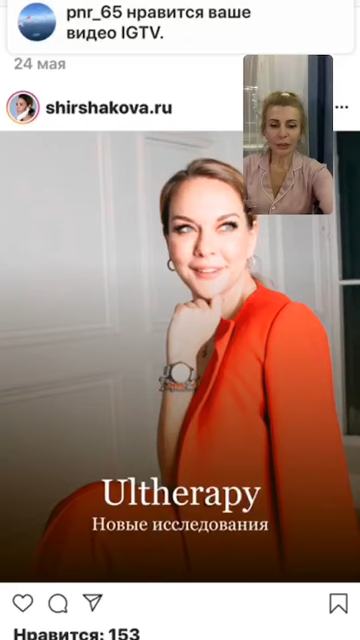 pnr_65 нравится ваше
видео IGTV.
24 мая
shirshakova.ru
Ultherapy
Новые исследования
Нравится: 153